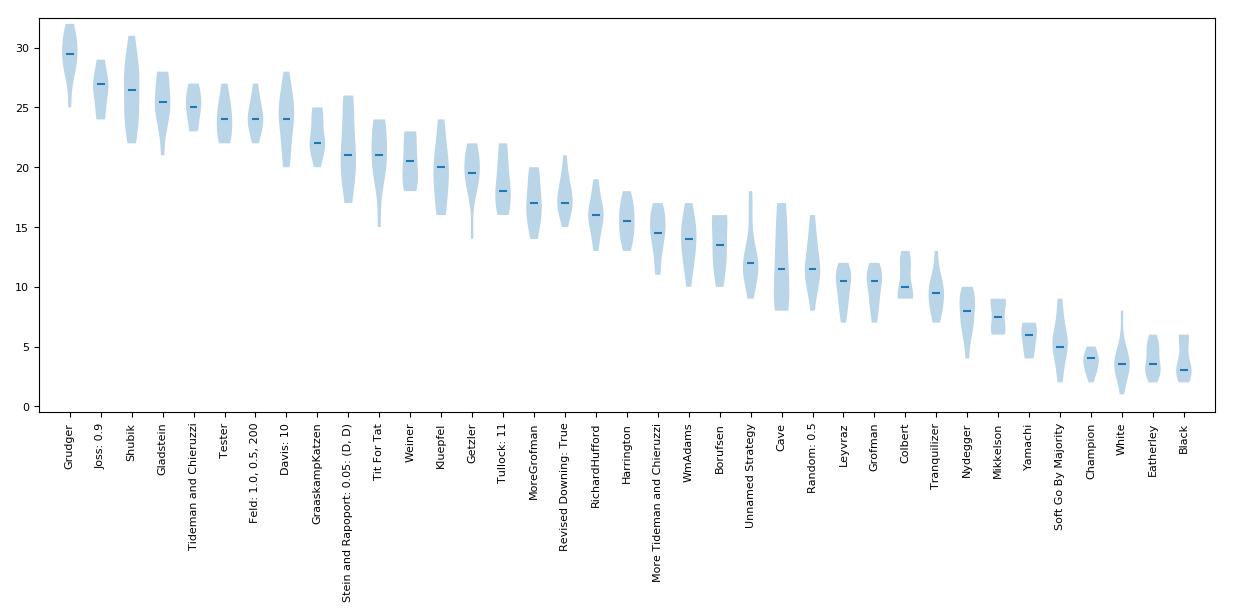 30
25
20
15
10
5
0
Grudger
Joss: 0.9
Shubik
Gladstein
Tideman and Chieruzzi
Tester
Feld: 1.0, 0.5, 200
Davis: 10
GraaskampKatzen
Stein and Rapoport: 0.05: (D, D)
Tit For Tat
Weiner
Kluepfel
Getzler
Tullock: 11
MoreGrofman
Revised Downing: True
RichardHufford
Harrington
More Tideman and Chieruzzi
WmAdams
Borufsen
Unnamed Strategy
Cave
Random: 0.5
Leyvraz
Grofman
Colbert
Tranquilizer
Nydegger
Mikkelson
Yamachi
Soft Go By Majority
Champion
White
Eatherley
Black